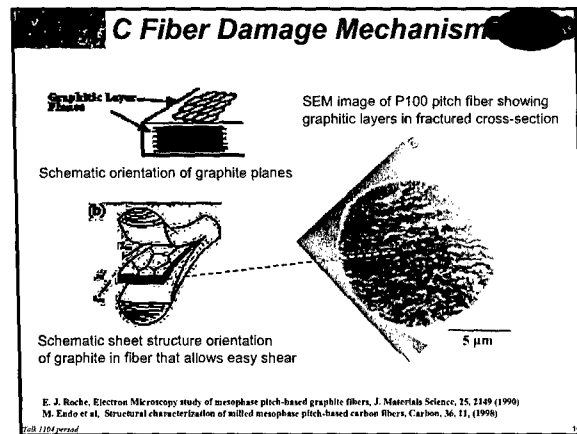 C Fiber Damage Mechanism
Graphitic Layer
Planes
SEM image of P100 pitch fiber showing
graphitic layers in fractured cross-section
Schematic orientation of graphite planes
(b)
Schematic sheet structure orientation
of graphite in fiber that allows easy shear
5 µm
E. J. Roche, Electron Microscopy study of mesophase pitch-based graphite fibers, J. Materials Science, 25, 2149 (1990)
M. Endo et al, Structural characterization of milled mesophase pitch-based carbon fibers, Carbon, 36, 11, (1998)
Talk 1104 persad